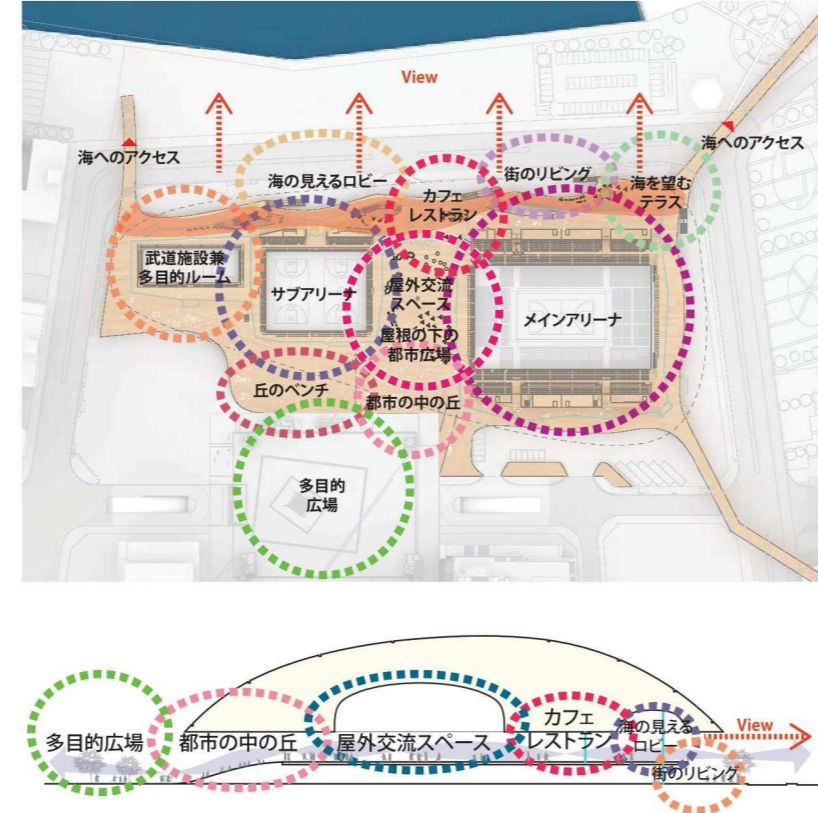 View
海へのアクセス
海へのアクセス
海の見えるロビー
街のリビング
海を望む
テラス
カフェ
レストラン
武道施設兼
多目的ルーム
サブアリーナ
屋外交流
スペース
屋根の下の
都市広場
メインアリーナ
丘のベンチ
都市の中の丘
多目的
広場
多目的広場
都市の中の丘
屋外交流スペース
カフェ
レストラン
海の見える
ロビー
View
街のリビング